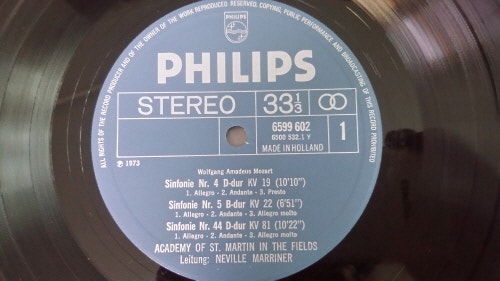 ALL RIGHTS OF THE RECORD PRODUCER AND OF THE OWNER OF THE WORK RESERVED. COPYING, PUBLIC PERFORMANCE AND BROADCASTING OF THIS RECORD PROHIBITED
PHILIPS
PHILIPS
STEREO
33 1/3
6599 602
6500 532.1 Y
MADE IN HOLLAND
1
℗ 1973
Wolfgang Amadeus Mozart
Sinfonie Nr. 4 D-dur KV 19 (10'10")
1. Allegro - 2. Andante - 3. Presto
Sinfonie Nr. 5 B-dur KV 22 (6'51")
1. Allegro - 2. Andante - 3. Allegro molto
Sinfonie Nr. 44 D-dur KV 81 (10'22")
1. Allegro - 2. Andante - 3. Allegro molto
ACADEMY OF ST. MARTIN IN THE FIELDS
Leitung: NEVILLE MARRINER